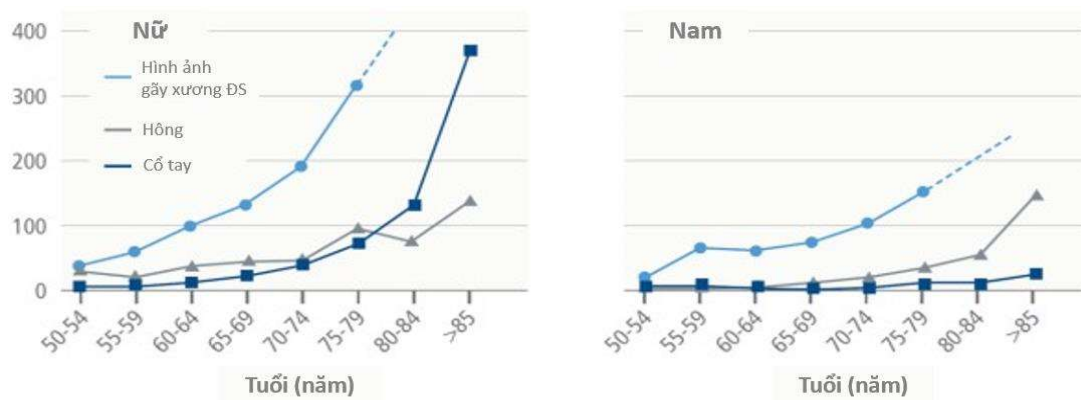 Nữ
Nam
400
300
200
100
0
Hình ảnh
gãy xương ĐS
Hông
Cổ tay
50-54
55-59
60-64
65-69
70-74
75-79
80-84
>85
Tuổi (năm)
50-54
55-59
60-64
65-69
70-74
75-79
80-84
>85
Tuổi (năm)